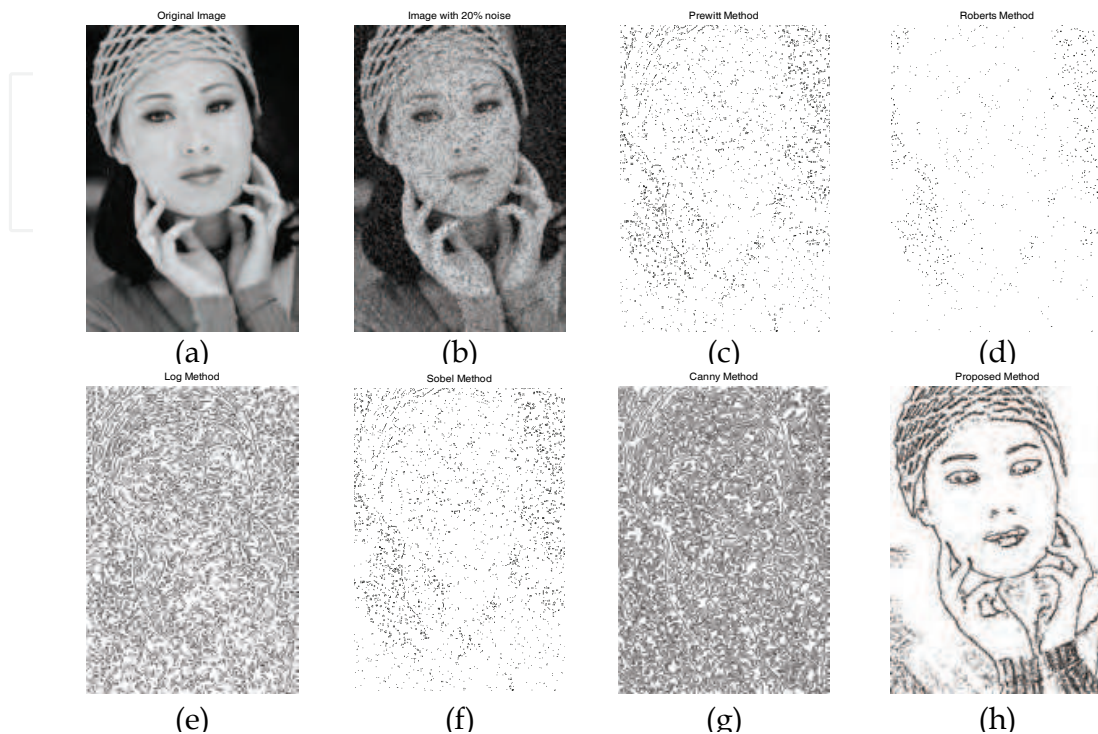 Original Image
Image with 20% noise
Prewitt Method
Roberts Method
(a)
(b)
(c)
(d)
Log Method
Sobel Method
Canny Method
Proposed Method
(e)
(f)
(g)
(h)